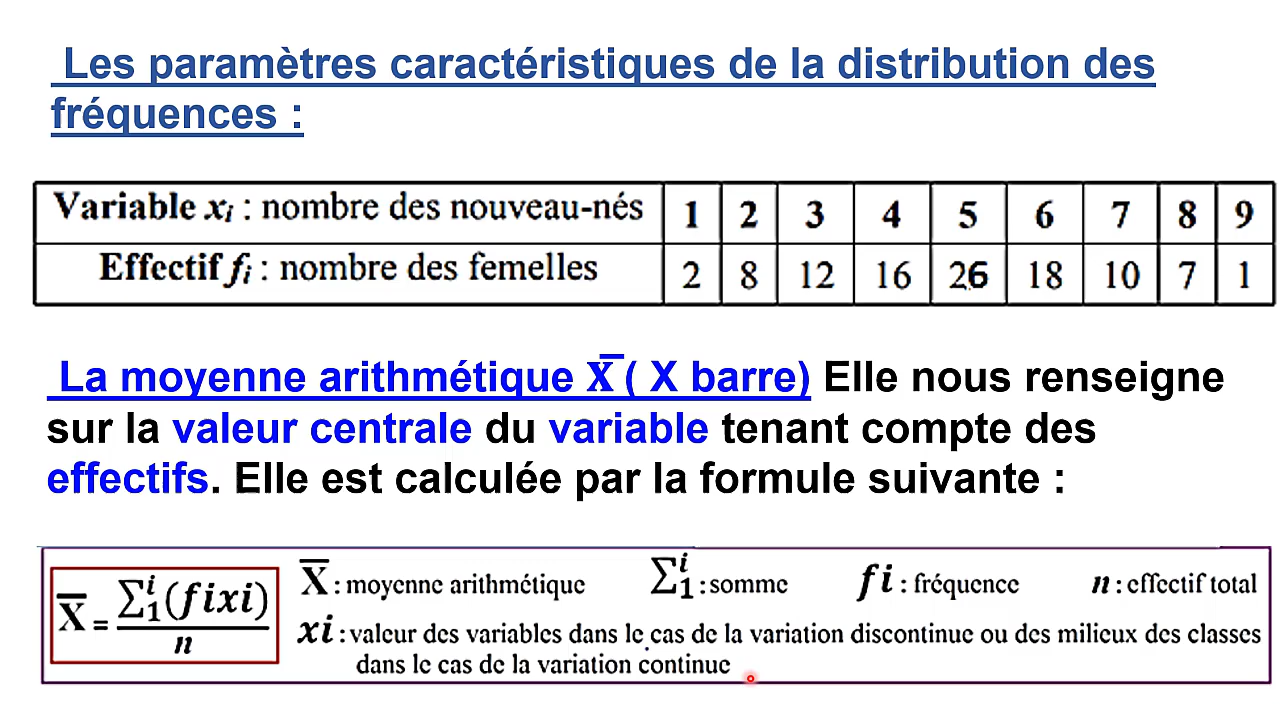 Les paramètres caractéristiques de la distribution des
fréquences :
Variable xᵢ : nombre des nouveau-nés 1 2 3 4 5 6 7 8 9
Effectif fᵢ : nombre des femelles 2 8 12 16 26 18 10 7 1
La moyenne arithmétique X̅ ( X barre) Elle nous renseigne
sur la valeur centrale du variable tenant compte des
effectifs. Elle est calculée par la formule suivante :
X̅ = ∑₁ⁱ(fixi) / n
X̅ : moyenne arithmétique ∑₁ⁱ : somme fi : fréquence n : effectif total
xi : valeur des variables dans le cas de la variation discontinue ou des milieux des classes
dans le cas de la variation continue